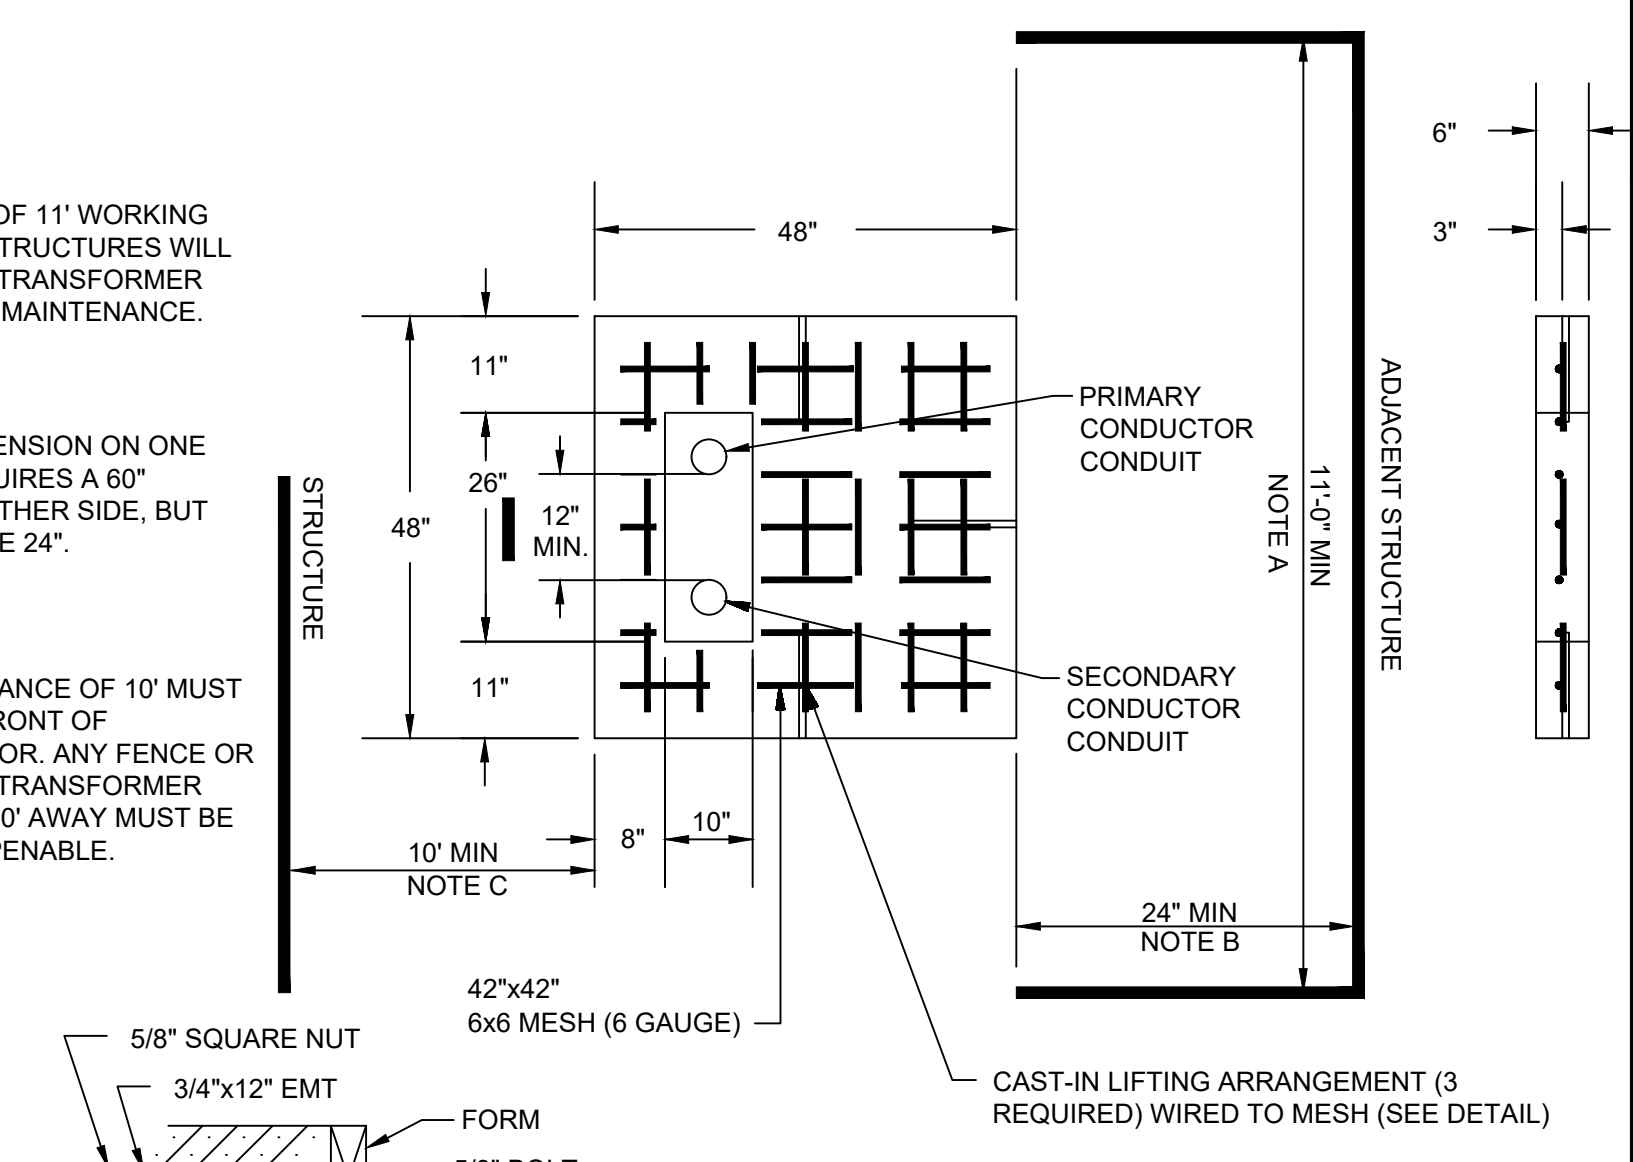 OF 11' WORKING
STRUCTURES WILL
TRANSFORMER
MAINTENANCE.
ENSION ON ONE
UIRES A 60"
THER SIDE, BUT
E 24".
ANCE OF 10' MUST
RONT OF
OR. ANY FENCE OR
TRANSFORMER
0' AWAY MUST BE
PENABLE.
STRUCTURE
48"
11"
26"
48"
12"
MIN.
11"
8"
10"
10' MIN
NOTE C
PRIMARY
CONDUCTOR
CONDUIT
SECONDARY
CONDUCTOR
CONDUIT
11'-0" MIN
NOTE A
ADJACENT STRUCTURE
24" MIN
NOTE B
6"
3"
42"x42"
6x6 MESH (6 GAUGE)
CAST-IN LIFTING ARRANGEMENT (3
REQUIRED) WIRED TO MESH (SEE DETAIL)
5/8" SQUARE NUT
3/4"x12" EMT
FORM
5/8" BOLT